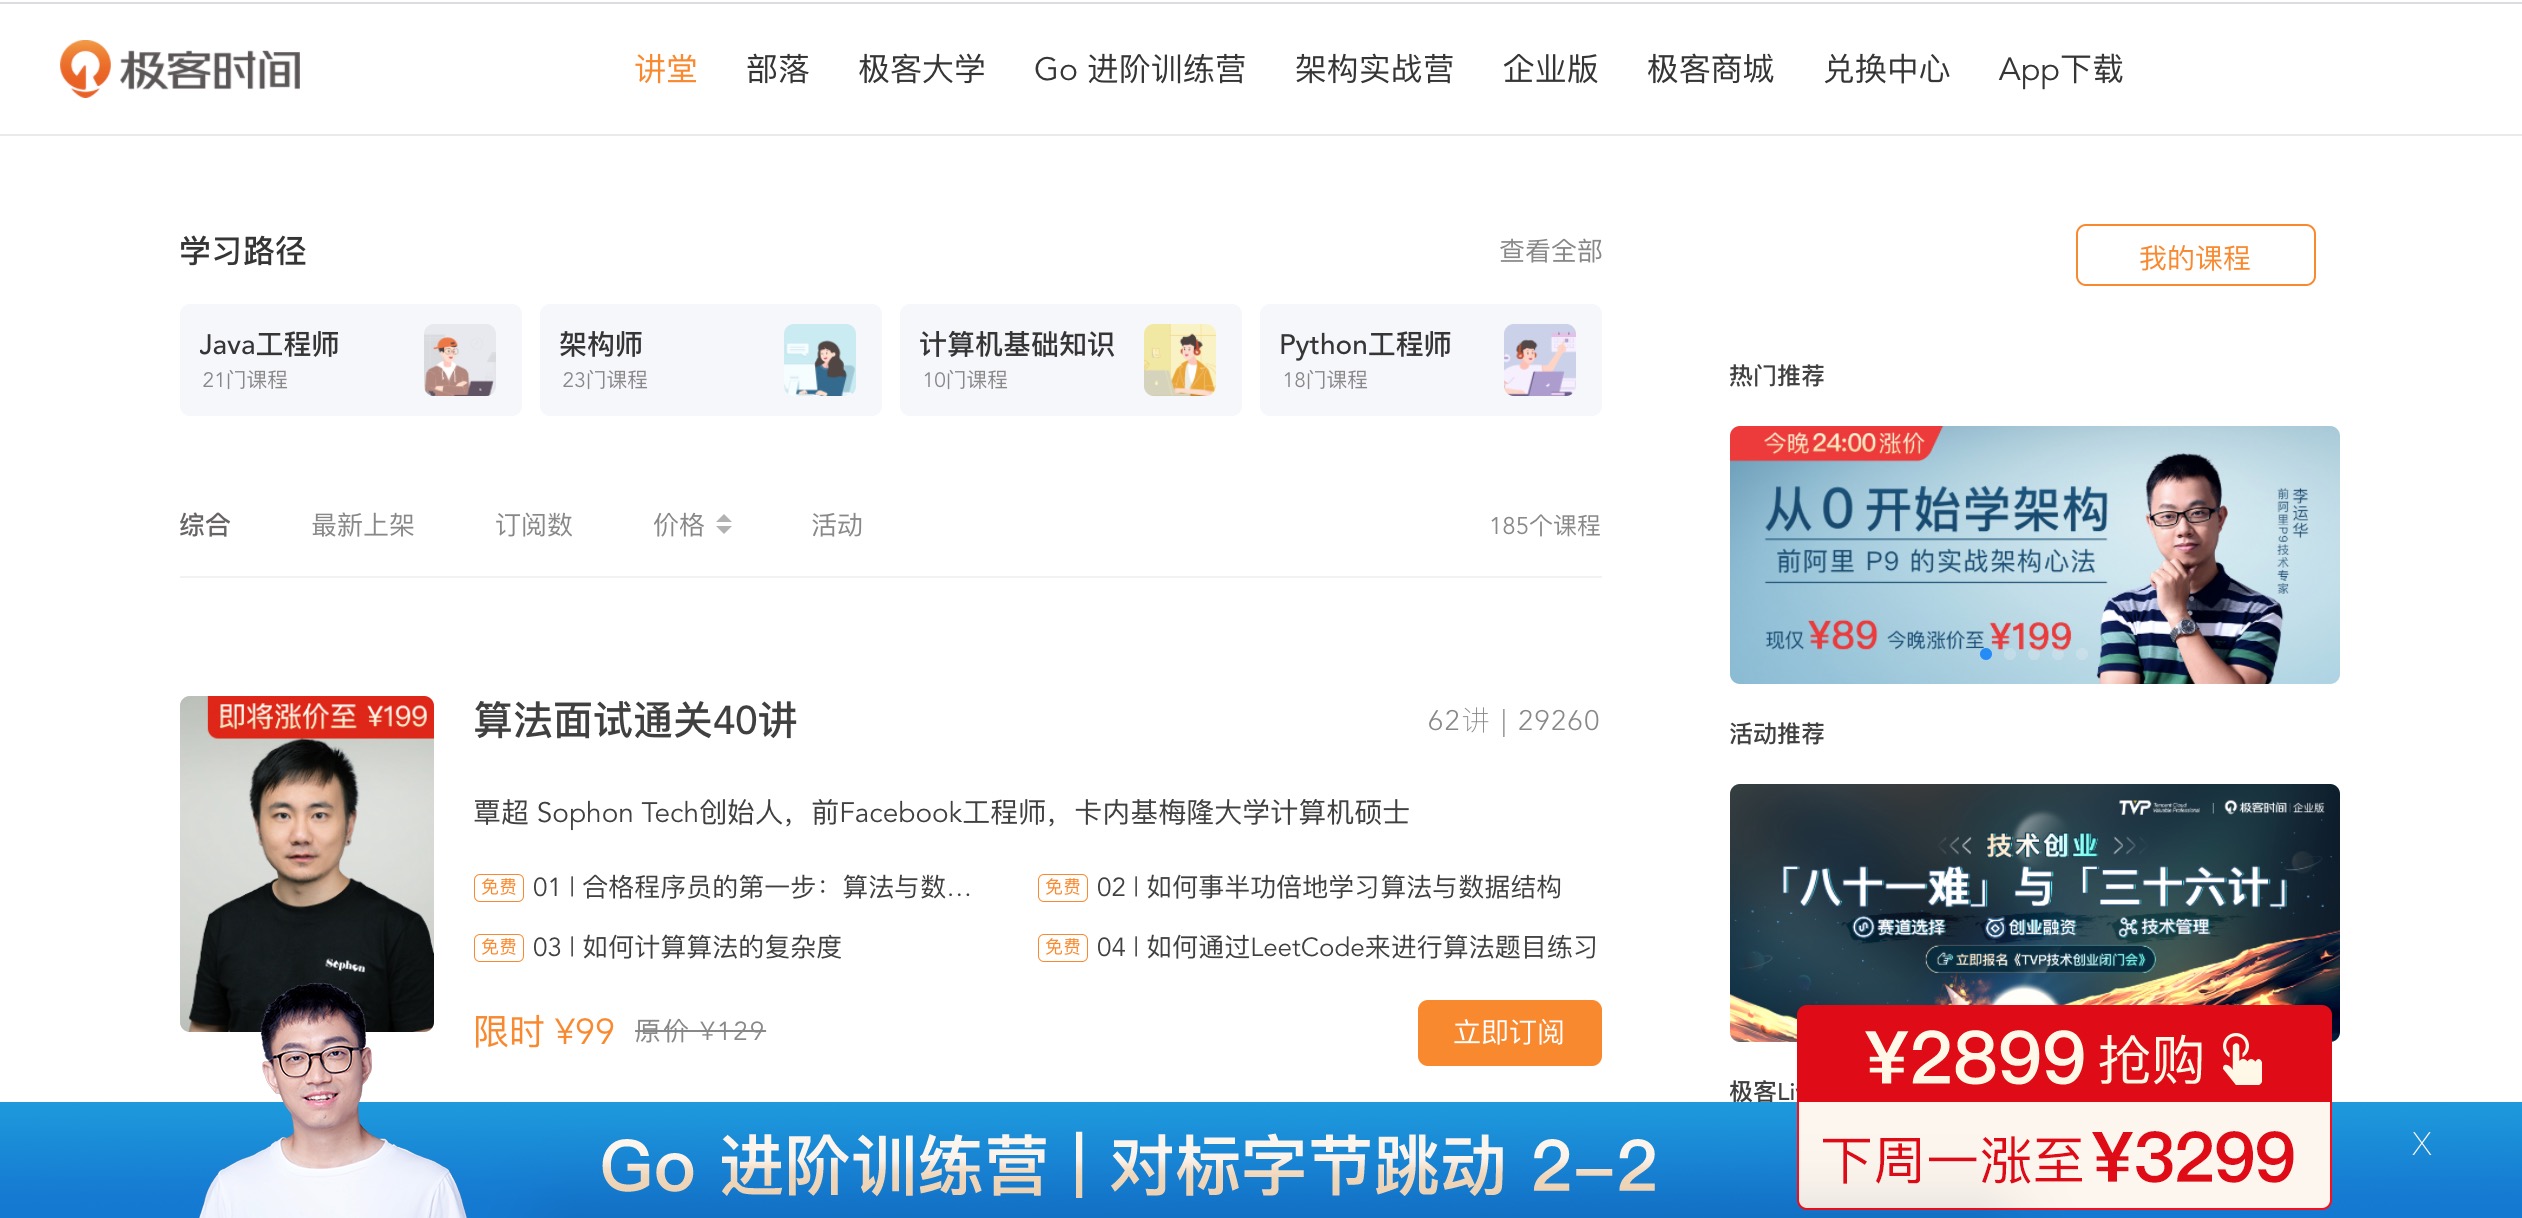 极客时间
讲堂 部落 极客大学 Go 进阶训练营 架构实战营 企业版 极客商城 兑换中心 App下载
学习路径 查看全部
我的课程
Java工程师
21门课程
架构师
23门课程
计算机基础知识
10门课程
Python工程师
18门课程
综合 最新上架 订阅数 价格 活动 185个课程
热门推荐
今晚24:00涨价
从0开始学架构
前阿里 P9 的实战架构心法
现仅¥89 今晚涨价至¥199
李运华
前阿里P9技术专家
即将涨价至 ¥199
Sophon
算法面试通关40讲
62讲 | 29260
覃超 Sophon Tech创始人，前Facebook工程师，卡内基梅隆大学计算机硕士
免费 01 | 合格程序员的第一步：算法与数…
免费 02 | 如何事半功倍地学习算法与数据结构
免费 03 | 如何计算算法的复杂度
免费 04 | 如何通过LeetCode来进行算法题目练习
限时 ¥99 原价 ¥129
立即订阅
活动推荐
TVP Tencent Cloud Valuable Professional | 极客时间 | 企业版
<<< 技术创业 >>>
「八十一难」与「三十六计」
赛道选择 创业融资 技术管理
立即报名《TVP技术创业闭门会》
极客Li
Go 进阶训练营 | 对标字节跳动 2-2
¥2899 抢购
下周一涨至¥3299
X